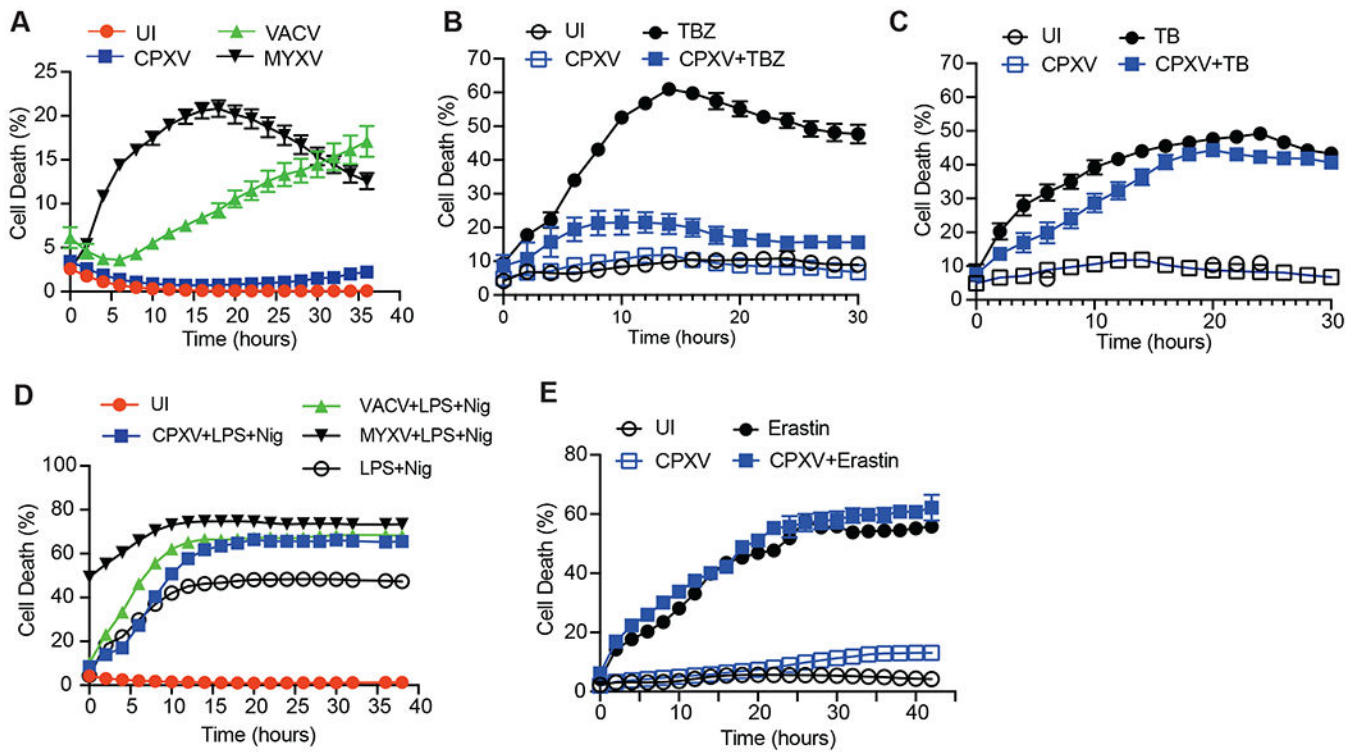 A
UI
VACV
CPXV
MYXV
Cell Death (%)
25
20
15
10
5
0
0 5 10 15 20 25 30 35 40
Time (hours)
B
UI
TBZ
CPXV
CPXV+TBZ
Cell Death (%)
70
60
50
40
30
20
10
0
0 10 20 30
Time (hours)
C
UI
TB
CPXV
CPXV+TB
Cell Death (%)
70
60
50
40
30
20
10
0
0 10 20 30
Time (hours)
D
UI
VACV+LPS+Nig
CPXV+LPS+Nig
MYXV+LPS+Nig
LPS+Nig
Cell Death (%)
100
80
60
40
20
0
0 5 10 15 20 25 30 35 40
Time (hours)
E
UI
Erastin
CPXV
CPXV+Erastin
Cell Death (%)
80
60
40
20
0
0 10 20 30 40
Time (hours)